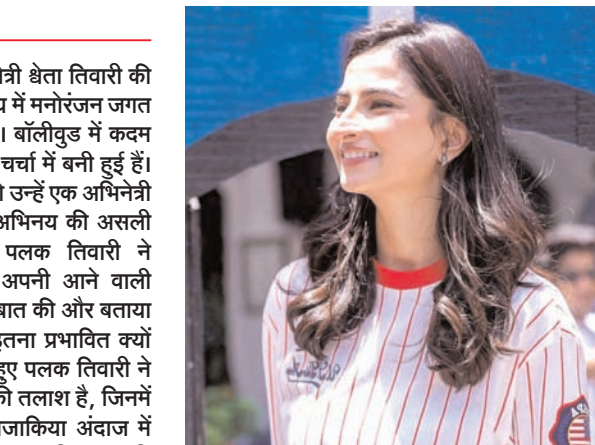 त्री श्वेता तिवारी की
में मनोरंजन जगत
। बॉलीवुड में कदम
चर्चा में बनी हुई हैं।
उन्हें एक अभिनेत्री
अभिनय की असली
पलक तिवारी ने
अपनी आने वाली
बात की और बताया
इतना प्रभावित क्यों
हुए पलक तिवारी ने
की तलाश है, जिनमें
मजाकिया अंदाज में